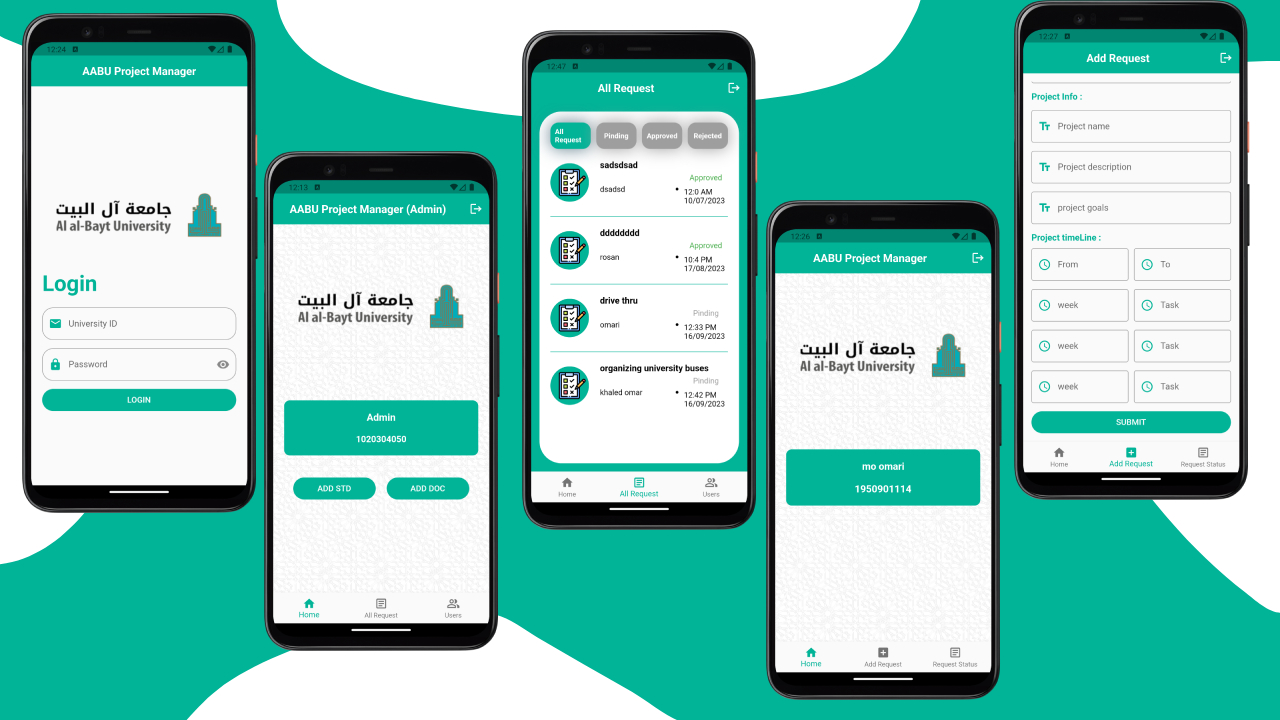 12:24
AABU Project Manager
جامعة آل البيت
Al al-Bayt University
Login
University ID
Password
LOGIN
12:13
AABU Project Manager (Admin)
جامعة آل البيت
Al al-Bayt University
Admin
1020304050
ADD STD
ADD DOC
Home
All Request
Users
12:47
All Request
All
Request
Pinding
Approved
Rejected
sadsdsad
Approved
dsadsd
12:0 AM
10/07/2023
dddddddd
Approved
rosan
10:4 PM
17/08/2023
drive thru
Pinding
omari
12:33 PM
16/09/2023
organizing university buses
Pinding
khaled omar
12:42 PM
16/09/2023
Home
All Request
Users
12:26
AABU Project Manager
جامعة آل البيت
Al al-Bayt University
mo omari
1950901114
Home
Add Request
Request Status
12:27
Add Request
Project Info :
Project name
Project description
project goals
Project timeLine :
From
To
week
Task
week
Task
week
Task
SUBMIT
Home
Add Request
Request Status